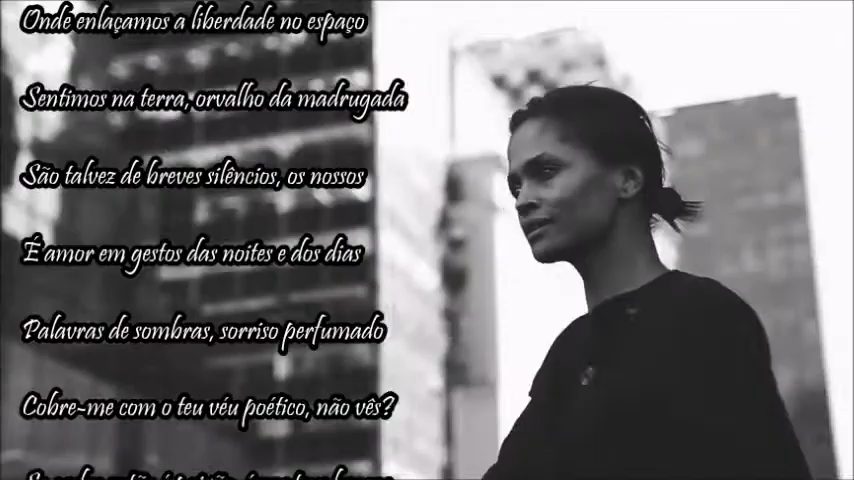 Onde enlaçamos a liberdade no espaço
Sentimos na terra, orvalho da madrugada
São talvez de breves silêncios, os nossos
É amor em gestos das noites e dos dias
Palavras de sombras, sorriso perfumado
Cobre-me com o teu véu poético, não vês?